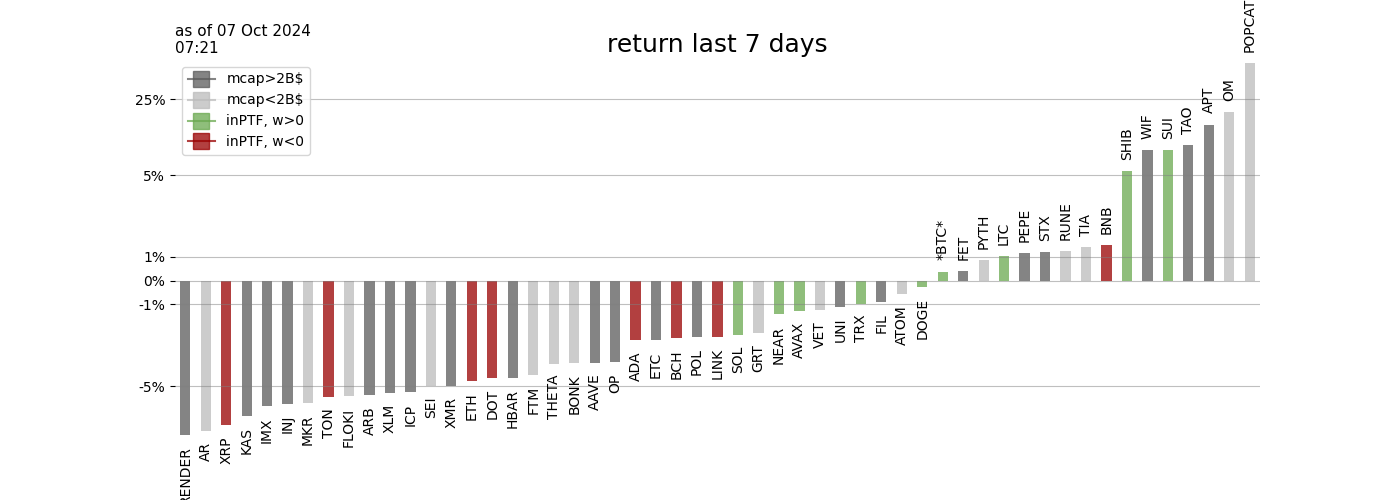 as of 07 Oct 2024
07:21
return last 7 days
mcap>2B$
mcap<2B$
inPTF, w>0
inPTF, w<0
25%
5%
1%
0%
-1%
-5%
RENDER
AR
XRP
KAS
IMX
INJ
MKR
TON
FLOKI
ARB
XLM
ICP
SEI
XMR
ETH
DOT
HBAR
FTM
THETA
BONK
AAVE
OP
ADA
ETC
BCH
POL
LINK
SOL
GRT
NEAR
AVAX
VET
UNI
TRX
FIL
ATOM
DOGE
*BTC*
FET
PYTH
LTC
PEPE
STX
RUNE
TIA
BNB
SHIB
WIF
SUI
TAO
APT
OM
POPCAT